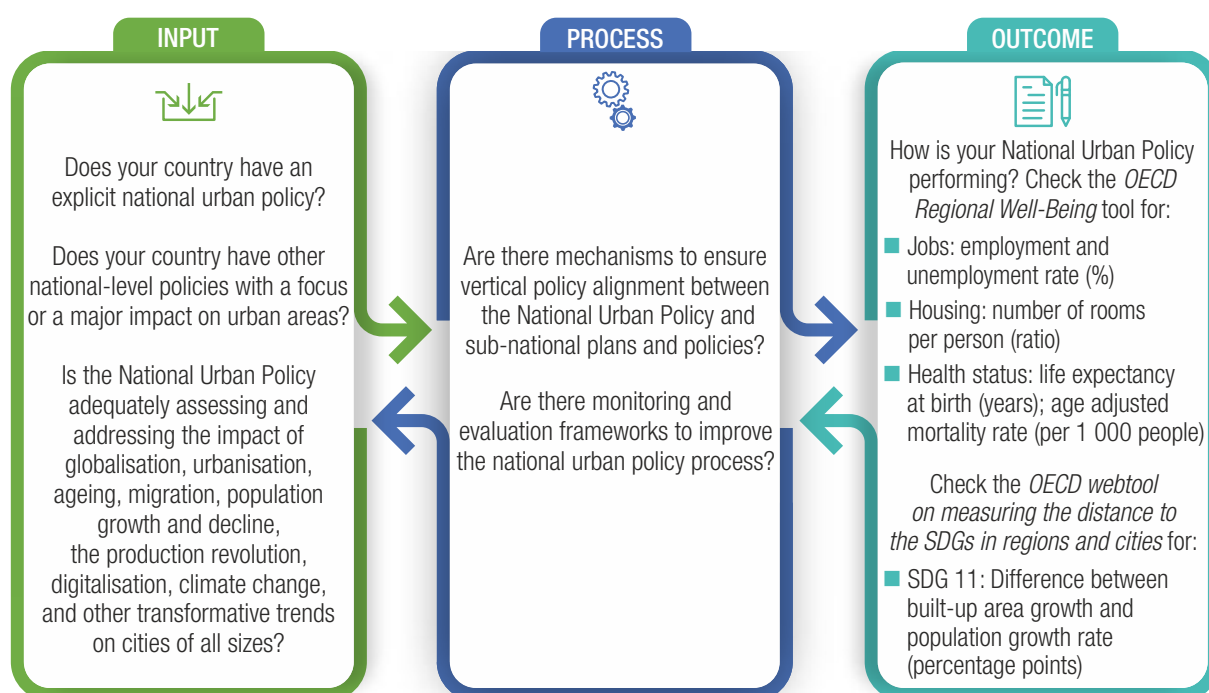 INPUT
Does your country have an
explicit national urban policy?
Does your country have other
national-level policies with a focus
or a major impact on urban areas?
Is the National Urban Policy
adequately assessing and
addressing the impact of
globalisation, urbanisation,
ageing, migration, population
growth and decline,
the production revolution,
digitalisation, climate change,
and other transformative trends
on cities of all sizes?
PROCESS
Are there mechanisms to ensure
vertical policy alignment between
the National Urban Policy and
sub-national plans and policies?
Are there monitoring and
evaluation frameworks to improve
the national urban policy process?
OUTCOME
How is your National Urban Policy
performing? Check the OECD
Regional Well-Being tool for:
Jobs: employment and
unemployment rate (%)
Housing: number of rooms
per person (ratio)
Health status: life expectancy
at birth (years); age adjusted
mortality rate (per 1 000 people)
Check the OECD webtool
on measuring the distance to
the SDGs in regions and cities for:
SDG 11: Difference between
built-up area growth and
population growth rate
(percentage points)